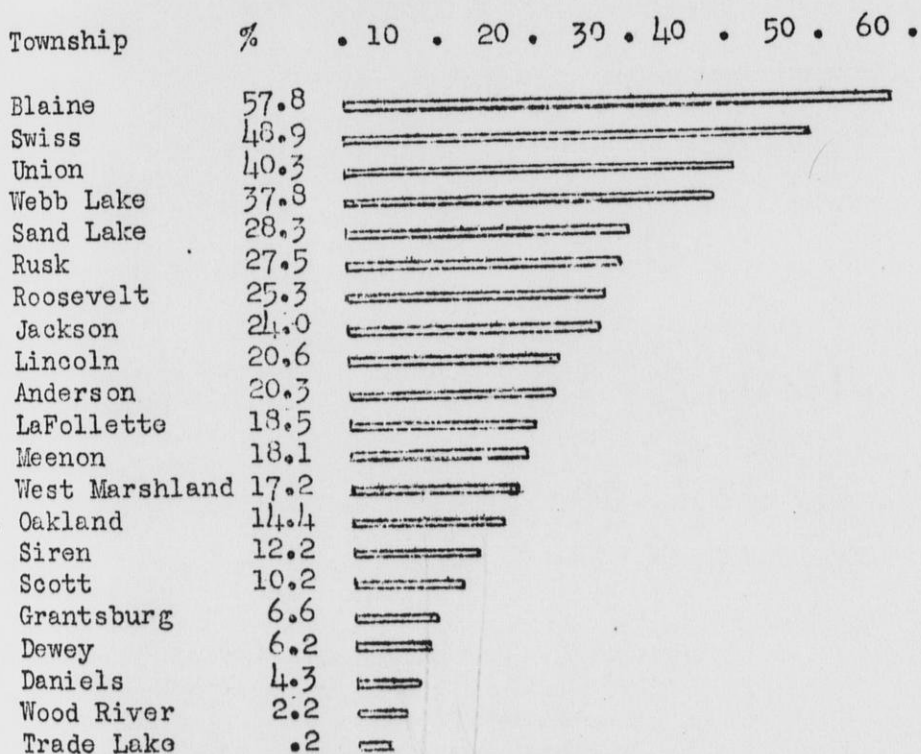 Township % . 10 . 20 . 30 . 40 . 50 . 60 .
Blaine 57.8
Swiss 48.9
Union 40.3
Webb Lake 37.8
Sand Lake 28.3
Rusk 27.5
Roosevelt 25.3
Jackson 24.0
Lincoln 20.6
Anderson 20.3
LaFollette 18.5
Meenon 18.1
West Marshland 17.2
Oakland 14.4
Siren 12.2
Scott 10.2
Grantsburg 6.6
Dewey 6.2
Daniels 4.3
Wood River 2.2
Trade Lake .2